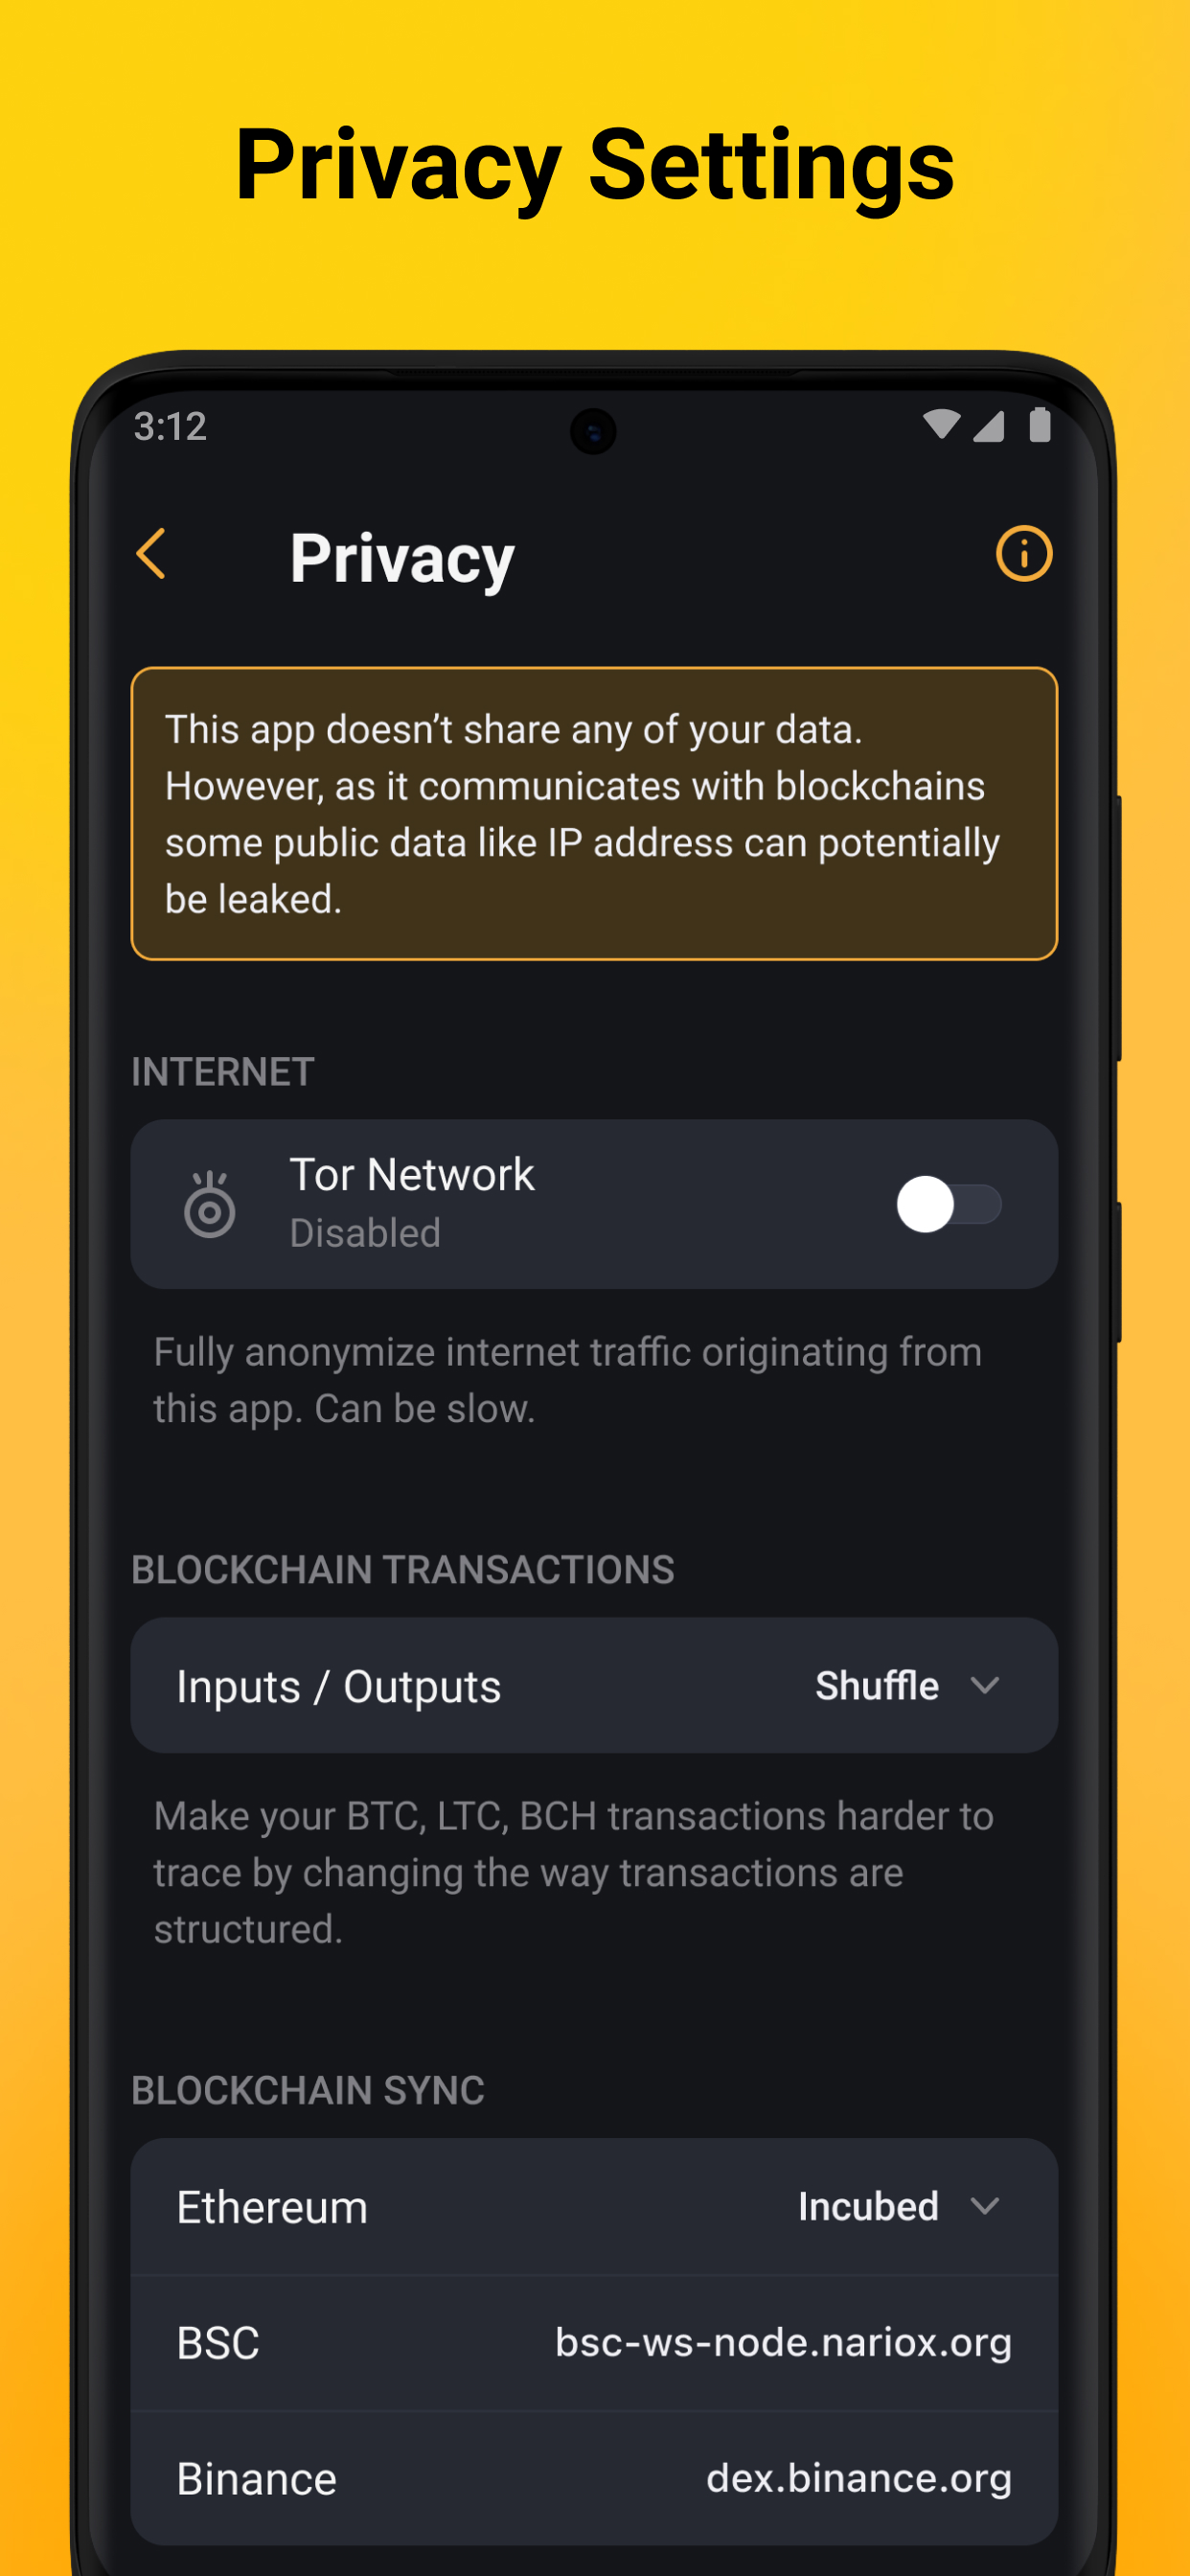 Privacy Settings
3:12
Privacy
This app doesn’t share any of your data.
However, as it communicates with blockchains
some public data like IP address can potentially
be leaked.
INTERNET
Tor Network
Disabled
Fully anonymize internet traffic originating from
this app. Can be slow.
BLOCKCHAIN TRANSACTIONS
Inputs / Outputs Shuffle
Make your BTC, LTC, BCH transactions harder to
trace by changing the way transactions are
structured.
BLOCKCHAIN SYNC
Ethereum Incubed
BSC bsc-ws-node.nariox.org
Binance dex.binance.org